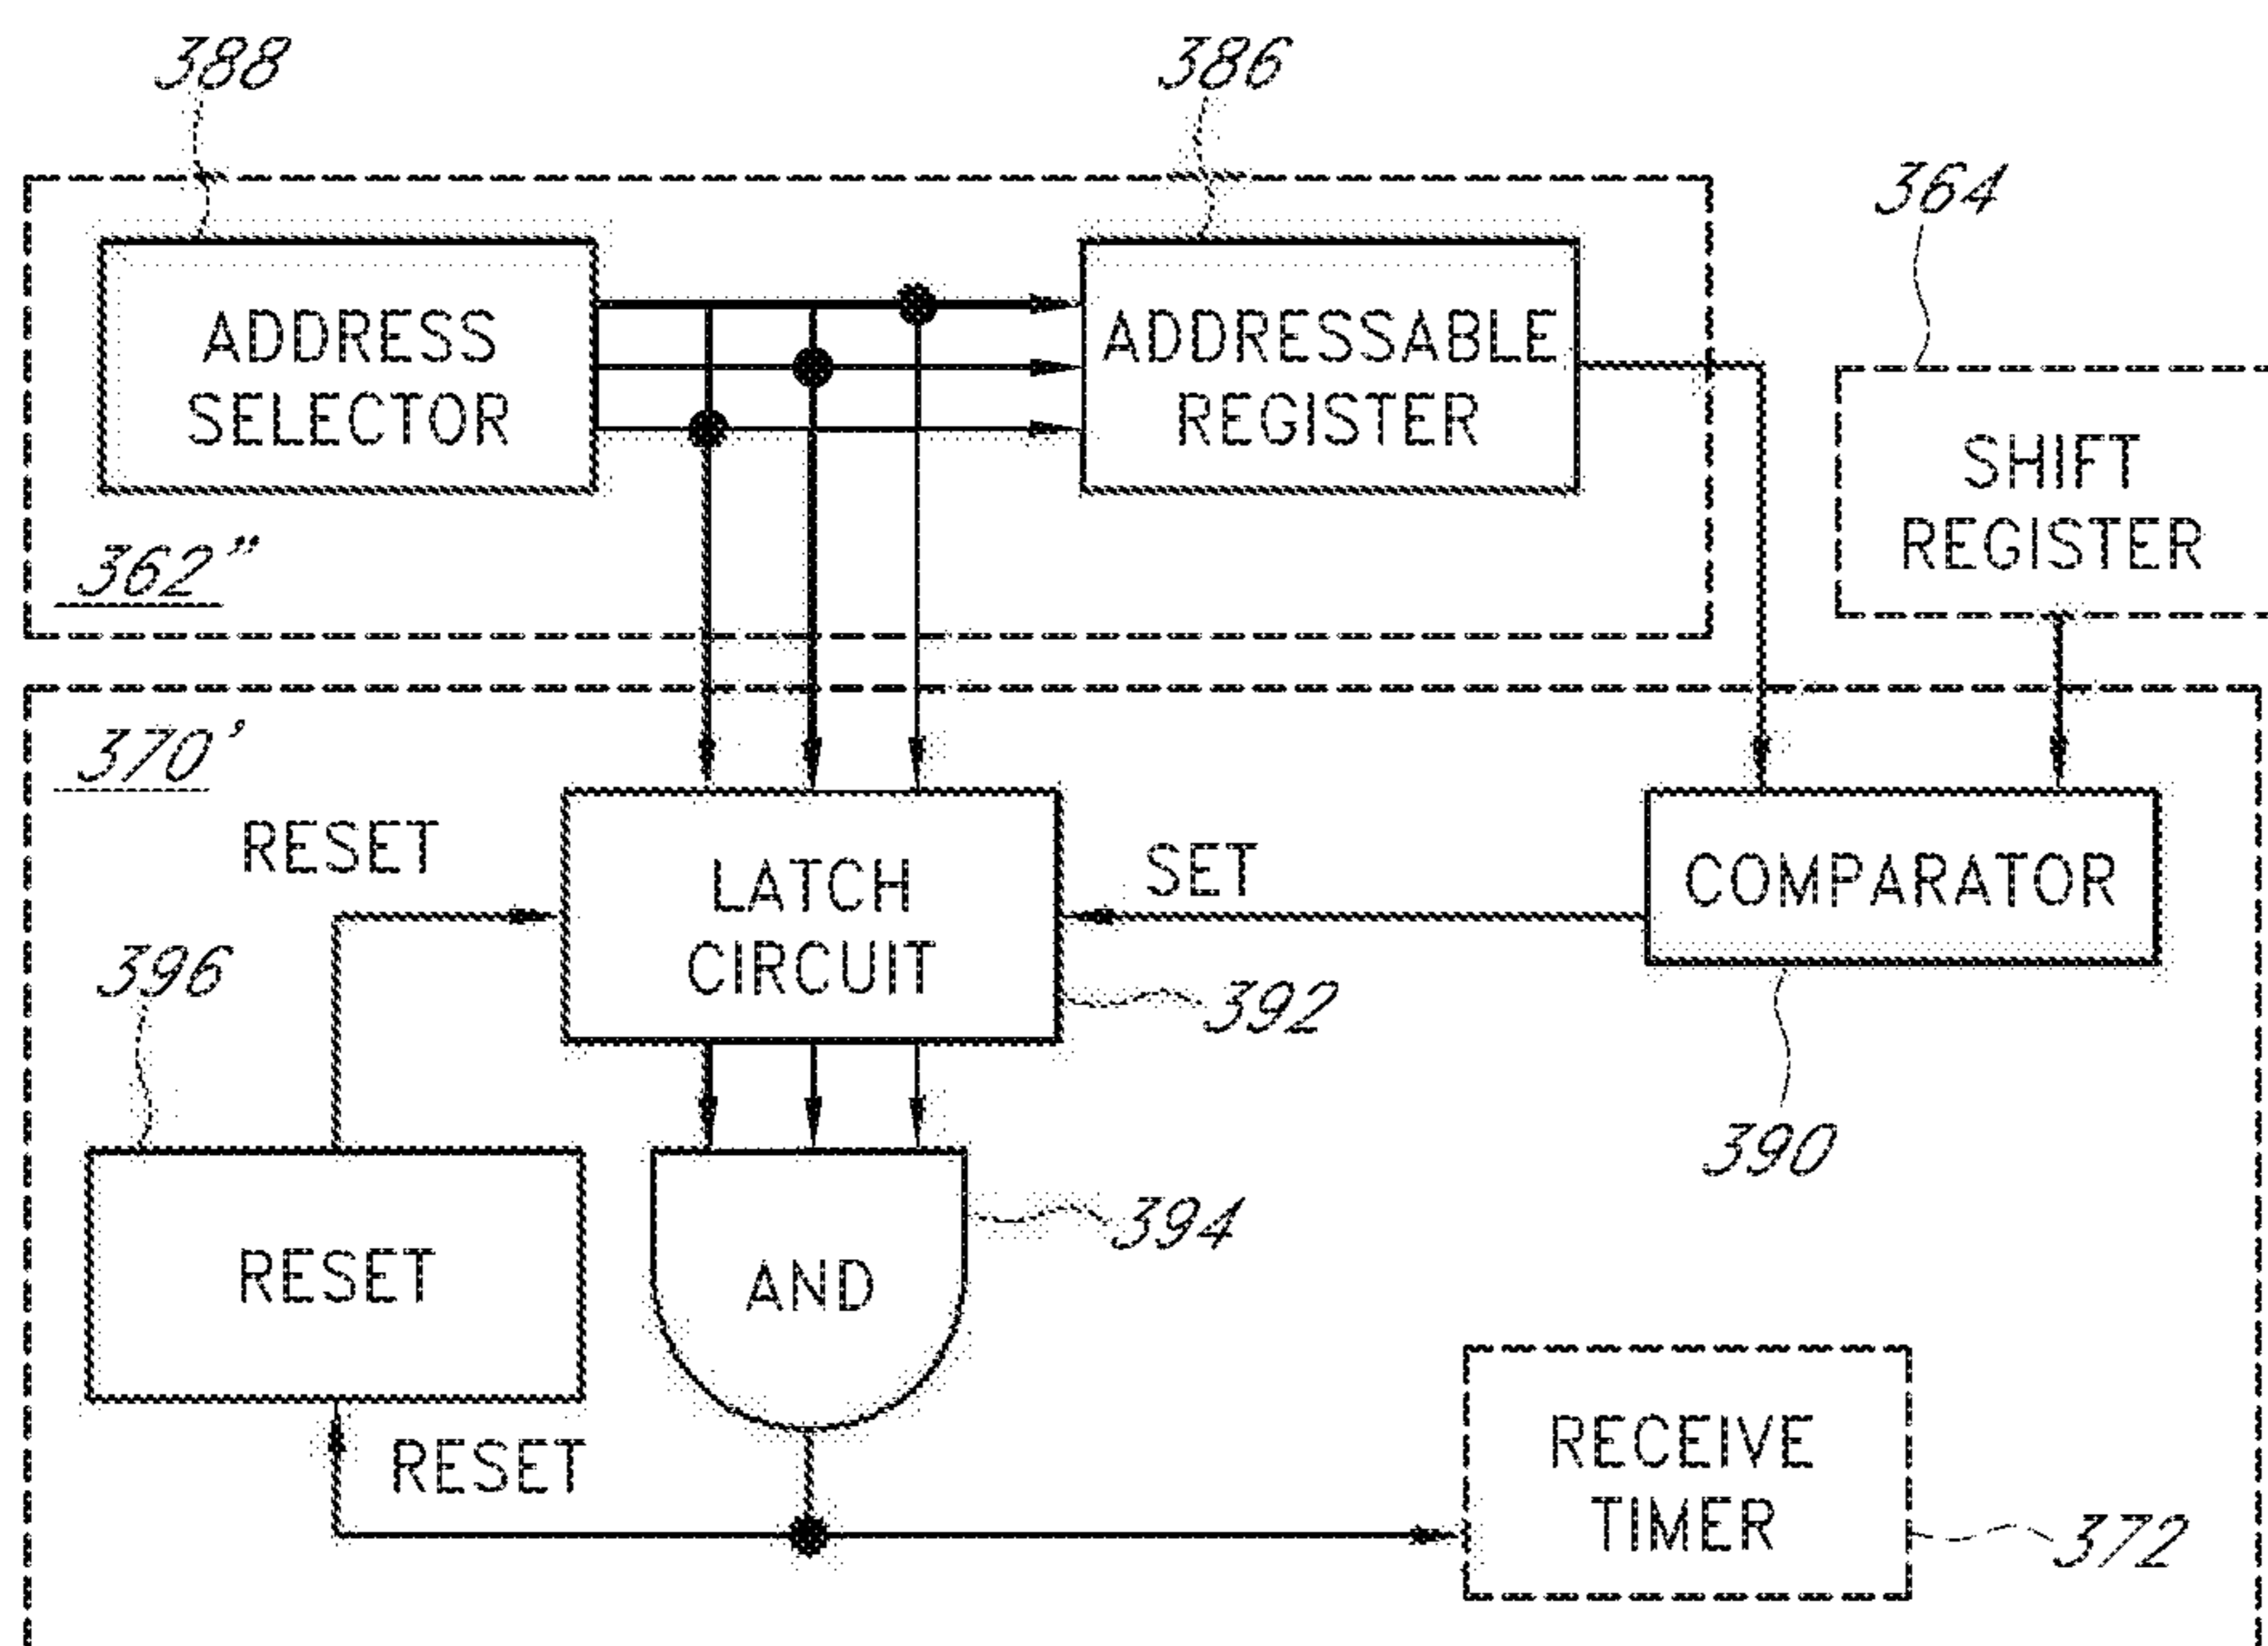 388
386
364
ADDRESS
SELECTOR
ADDRESSABLE
REGISTER
SHIFT
REGISTER
362”
370’
RESET
LATCH
CIRCUIT
SET
COMPARATOR
396
392
390
394
RESET
AND
RESET
RECEIVE
TIMER
372